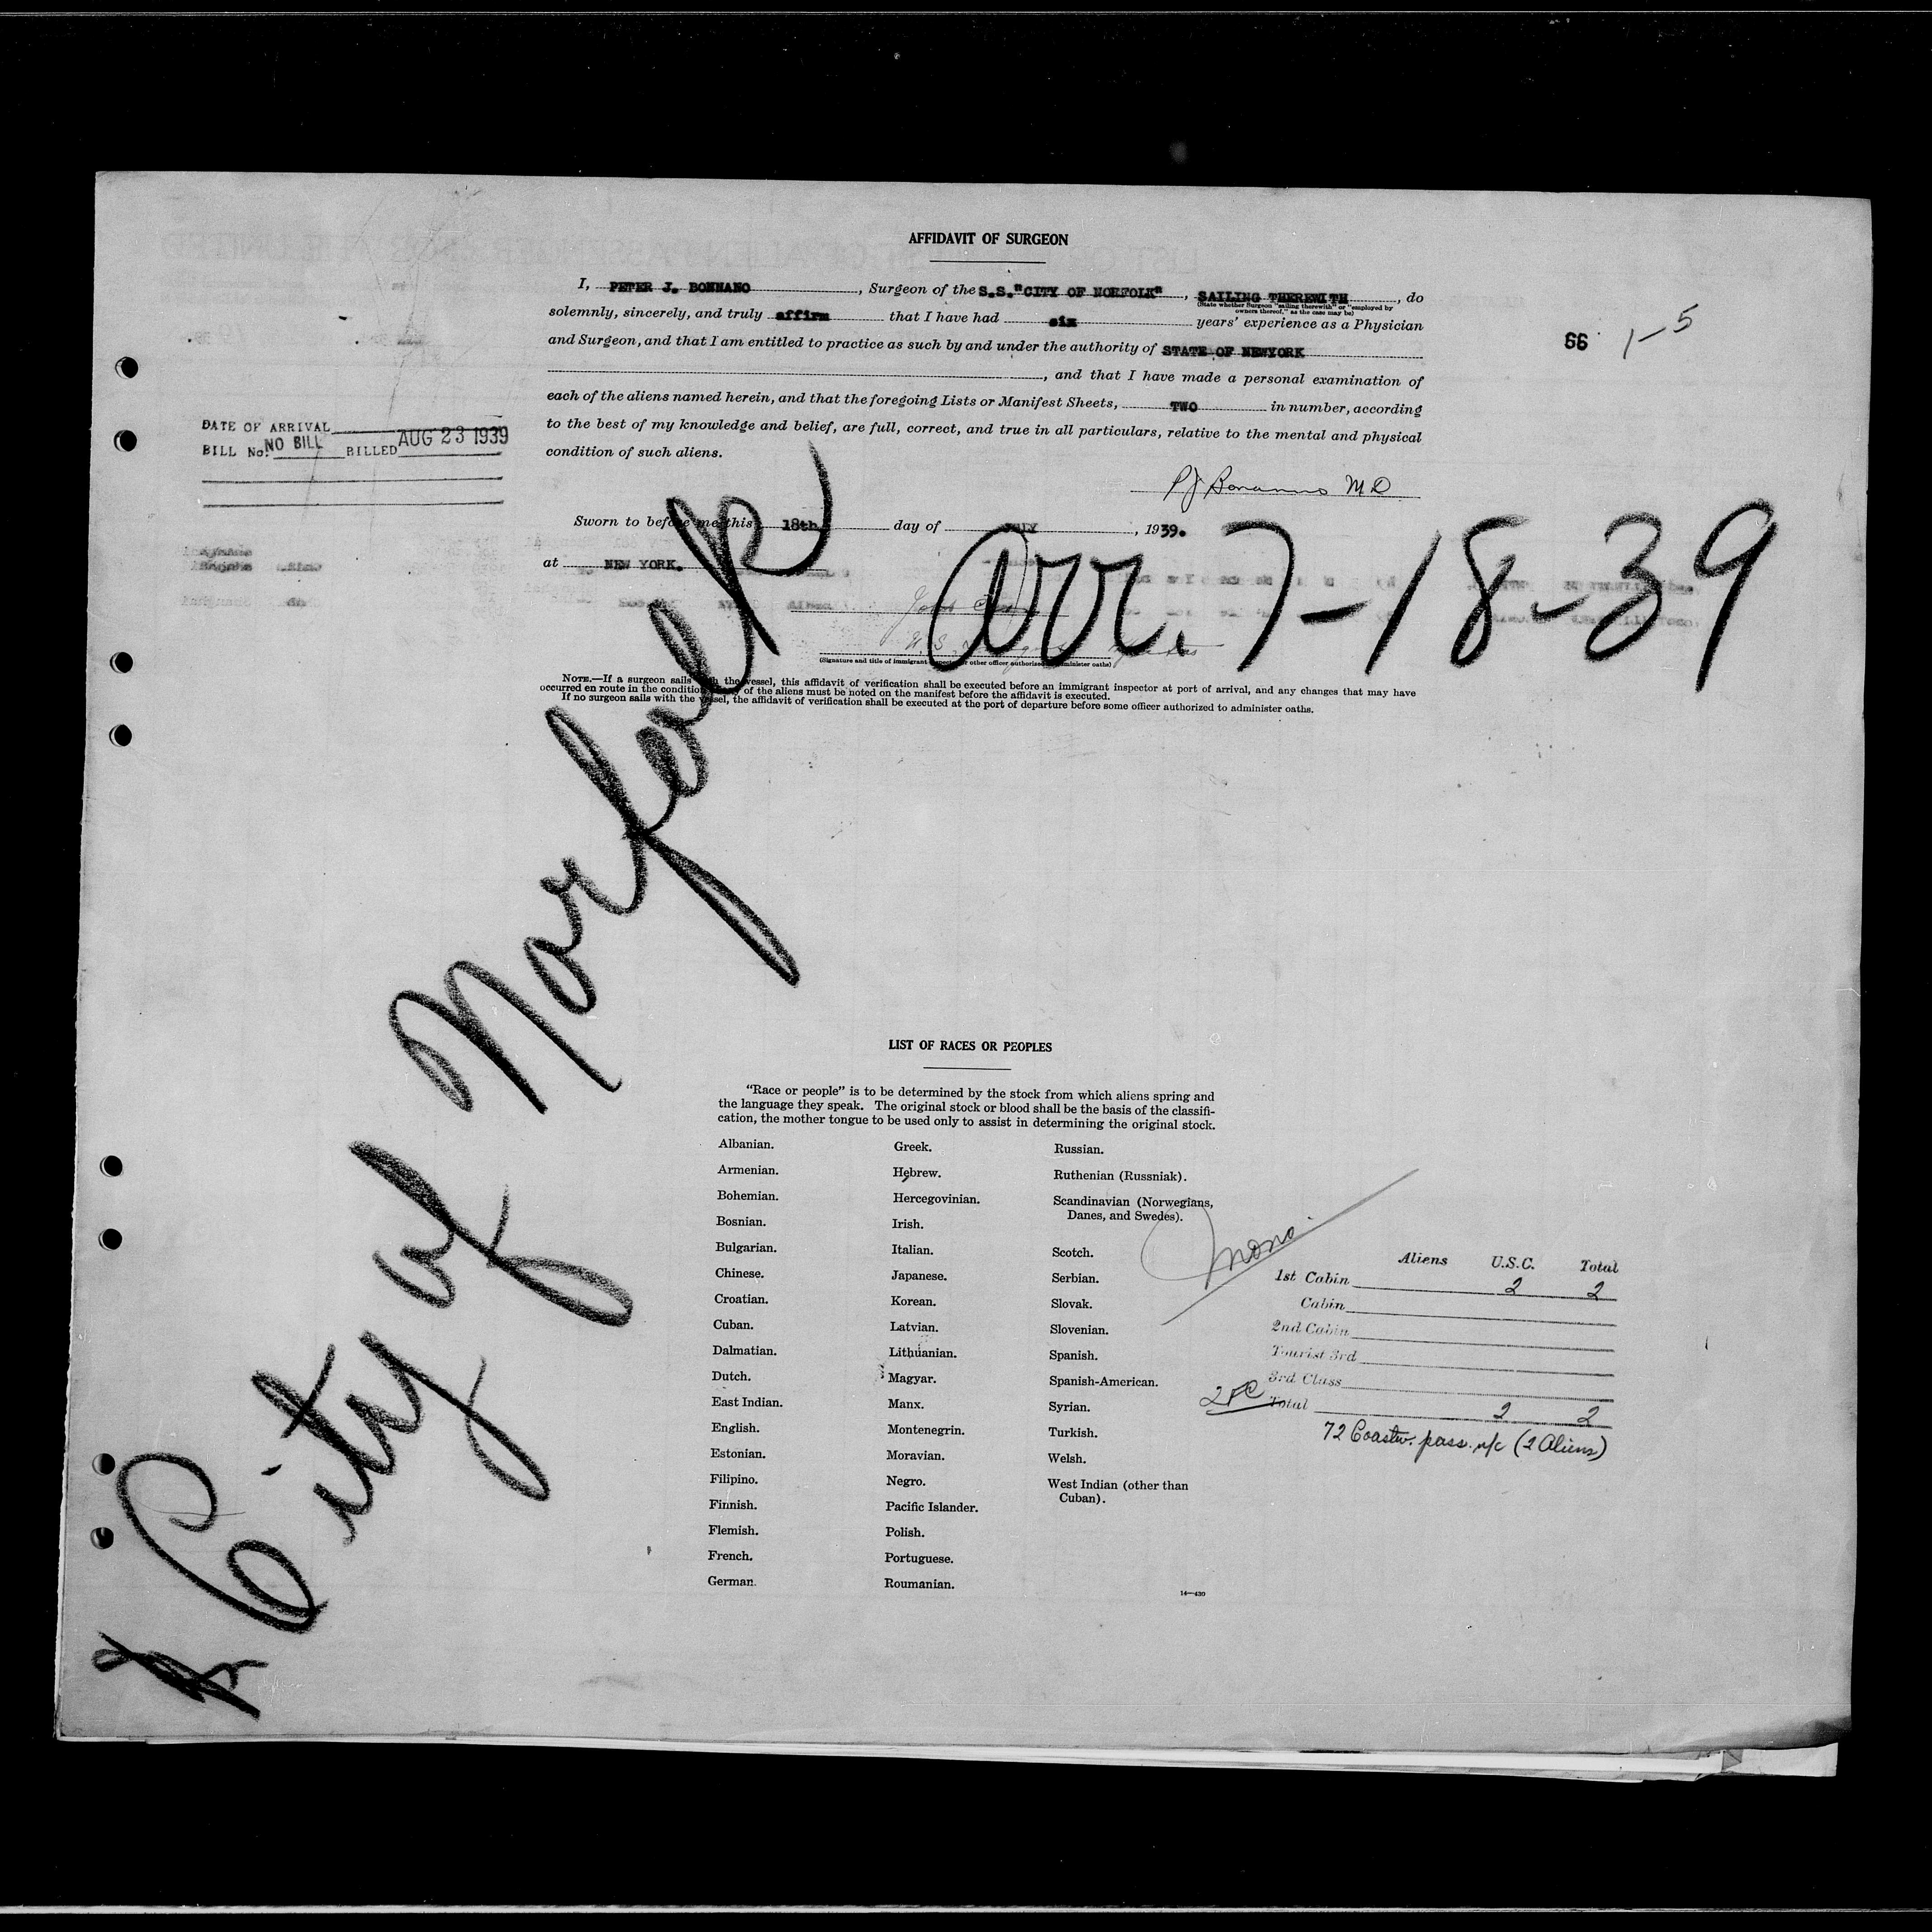 AFFIDAVIT OF SURGEON
I, PETER J. BONNANO, Surgeon of the S.S. "CITY OF NORFOLK", SAILING THEREWITH, do
(State whether Surgeon "sailing therewith" or "employed by
owners thereof," as the case may be)
solemnly, sincerely, and truly affirm that I have had six years' experience as a Physician
and Surgeon, and that I am entitled to practice as such by and under the authority of STATE OF NEWYORK
, and that I have made a personal examination of
each of the aliens named herein, and that the foregoing Lists or Manifest Sheets, TWO in number, according
to the best of my knowledge and belief, are full, correct, and true in all particulars, relative to the mental and physical
condition of such aliens.
66 1-5
DATE OF ARRIVAL
BILL No. NO BILL BILLED AUG 23 1939
P J Bonanno M D
Sworn to before me this 18th day of JULY, 1939.
at NEW YORK.
arr. 7-18-39
(Signature and title of immigrant or other officer authorized to administer oaths)
NOTE.—If a surgeon sails with the vessel, this affidavit of verification shall be executed before an immigrant inspector at port of arrival, and any changes that may have
occurred en route in the condition of the aliens must be noted on the manifest before the affidavit is executed.
If no surgeon sails with the vessel, the affidavit of verification shall be executed at the port of departure before some officer authorized to administer oaths.
City of Norfolk
LIST OF RACES OR PEOPLES
"Race or people" is to be determined by the stock from which aliens spring and
the language they speak. The original stock or blood shall be the basis of the classifi-
cation, the mother tongue to be used only to assist in determining the original stock.
Albanian.
Armenian.
Bohemian.
Bosnian.
Bulgarian.
Chinese.
Croatian.
Cuban.
Dalmatian.
Dutch.
East Indian.
English.
Estonian.
Filipino.
Finnish.
Flemish.
French.
German.
Greek.
Hebrew.
Hercegovinian.
Irish.
Italian.
Japanese.
Korean.
Latvian.
Lithuanian.
Magyar.
Manx.
Montenegrin.
Moravian.
Negro.
Pacific Islander.
Polish.
Portuguese.
Roumanian.
Russian.
Ruthenian (Russniak).
Scandinavian (Norwegians,
Danes, and Swedes).
Scotch.
Serbian.
Slovak.
Slovenian.
Spanish.
Spanish-American.
Syrian.
Turkish.
Welsh.
West Indian (other than
Cuban).
14—430
Aliens U.S.C. Total
1st Cabin 2 2
Cabin
2nd Cabin
Tourist 3rd
3rd Class
Total 2 2
72 Coastw. pass. n/c (2 Aliens)